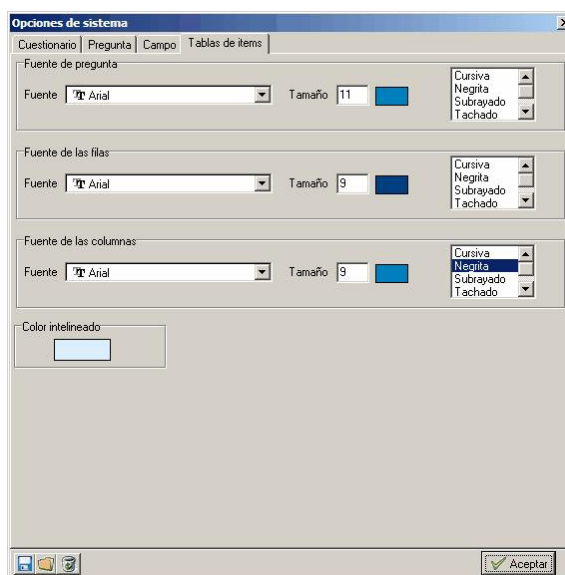 Opciones de sistema
Cuestionario Pregunta Campo Tablas de items
Fuente de pregunta
Fuente Arial Tamaño 11
Cursiva
Negrita
Subrayado
Tachado
Fuente de las filas
Fuente Arial Tamaño 9
Cursiva
Negrita
Subrayado
Tachado
Fuente de las columnas
Fuente Arial Tamaño 9
Cursiva
Negrita
Subrayado
Tachado
Color intelineado
Aceptar